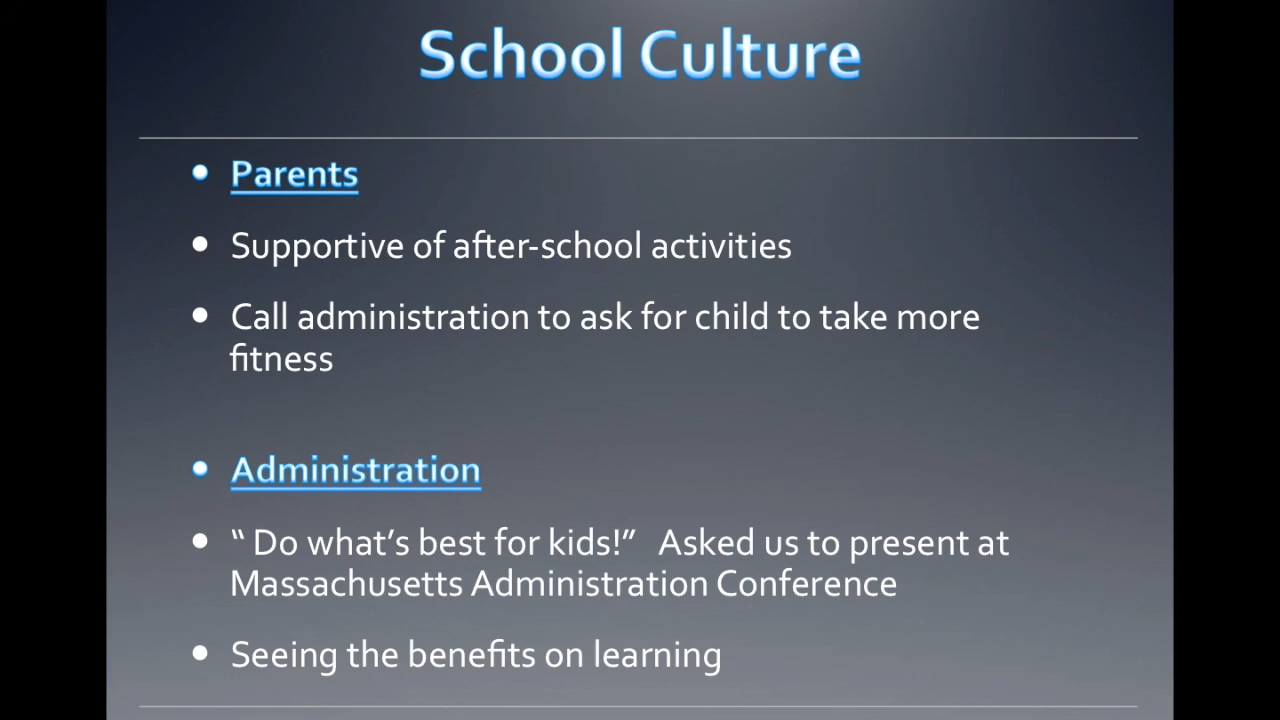 School Culture
• Parents
• Supportive of after-school activities
• Call administration to ask for child to take more
fitness
• Administration
• “ Do what’s best for kids!”   Asked us to present at
Massachusetts Administration Conference
• Seeing the benefits on learning